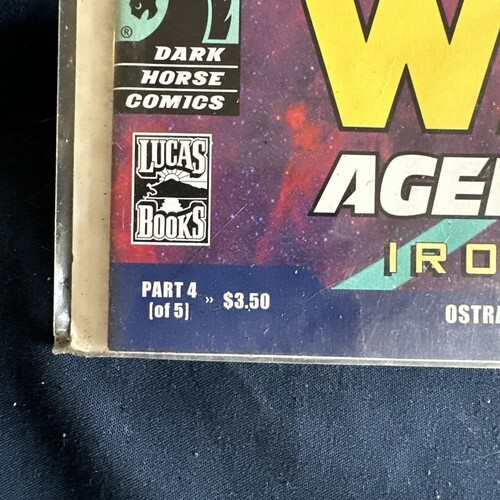 ®
DARK
HORSE
COMICS
W
LUCAS
BOOKS
AGE
IRO
PART 4 » $3.50
[of 5]
OSTRA